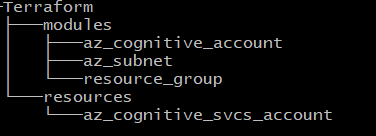 Terraform
modules
az_cognitive_account
az_subnet
resource_group
resources
az_cognitive_svcs_account